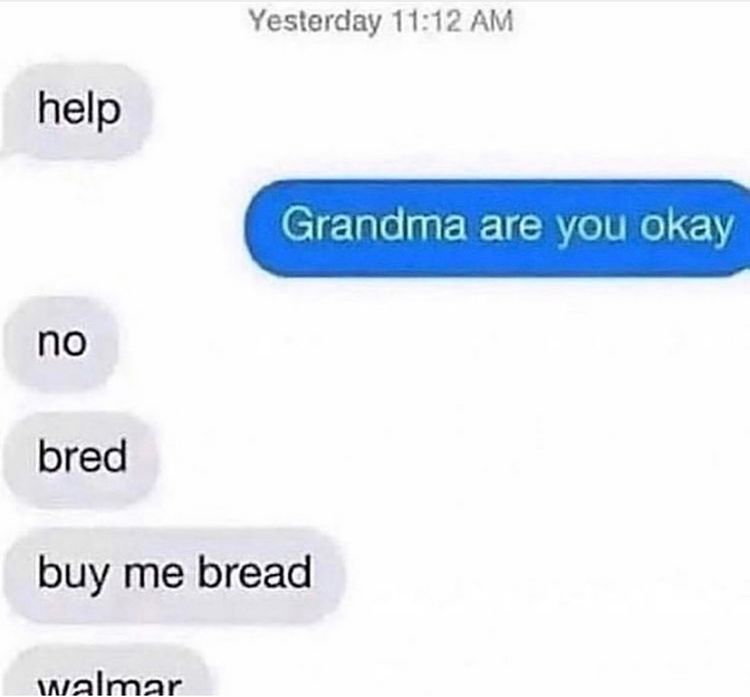 Yesterday 11:12 AM
help
Grandma are you okay
no
bred
buy me bread
walmar